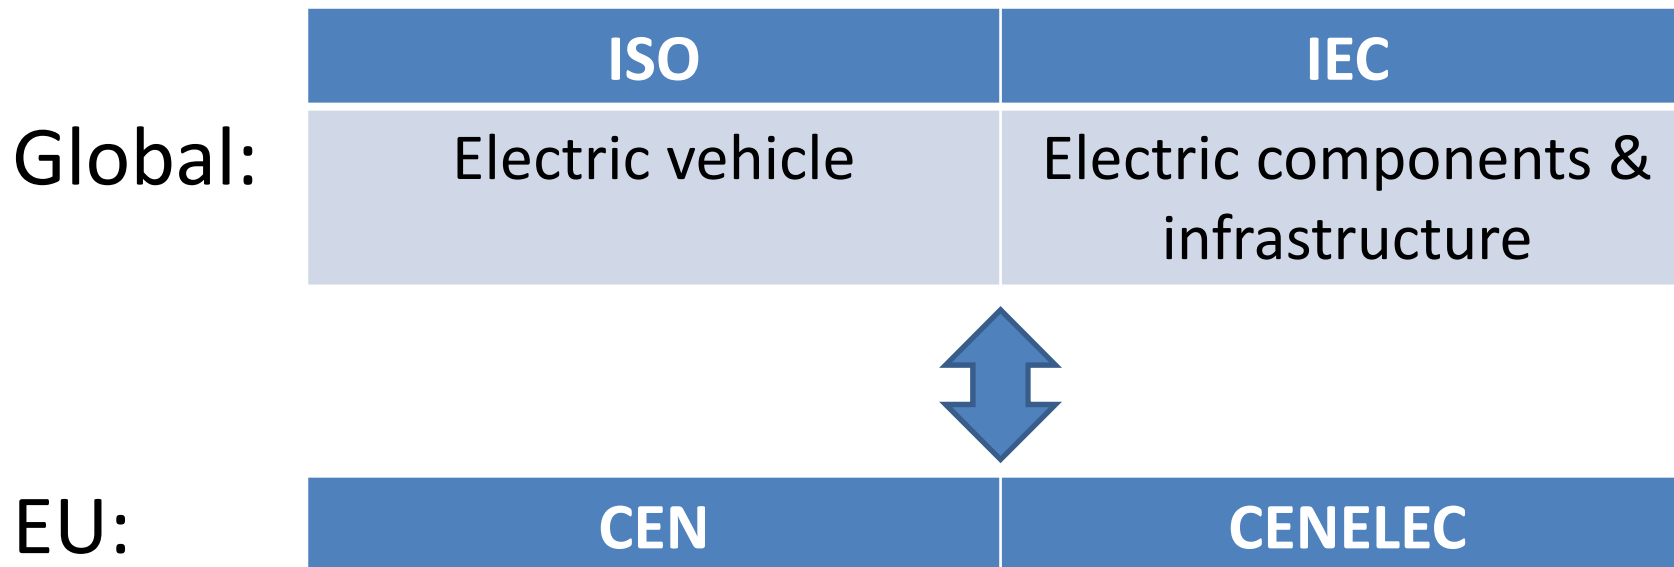 ISO IEC
Global: Electric vehicle Electric components &
infrastructure
EU: CEN CENELEC